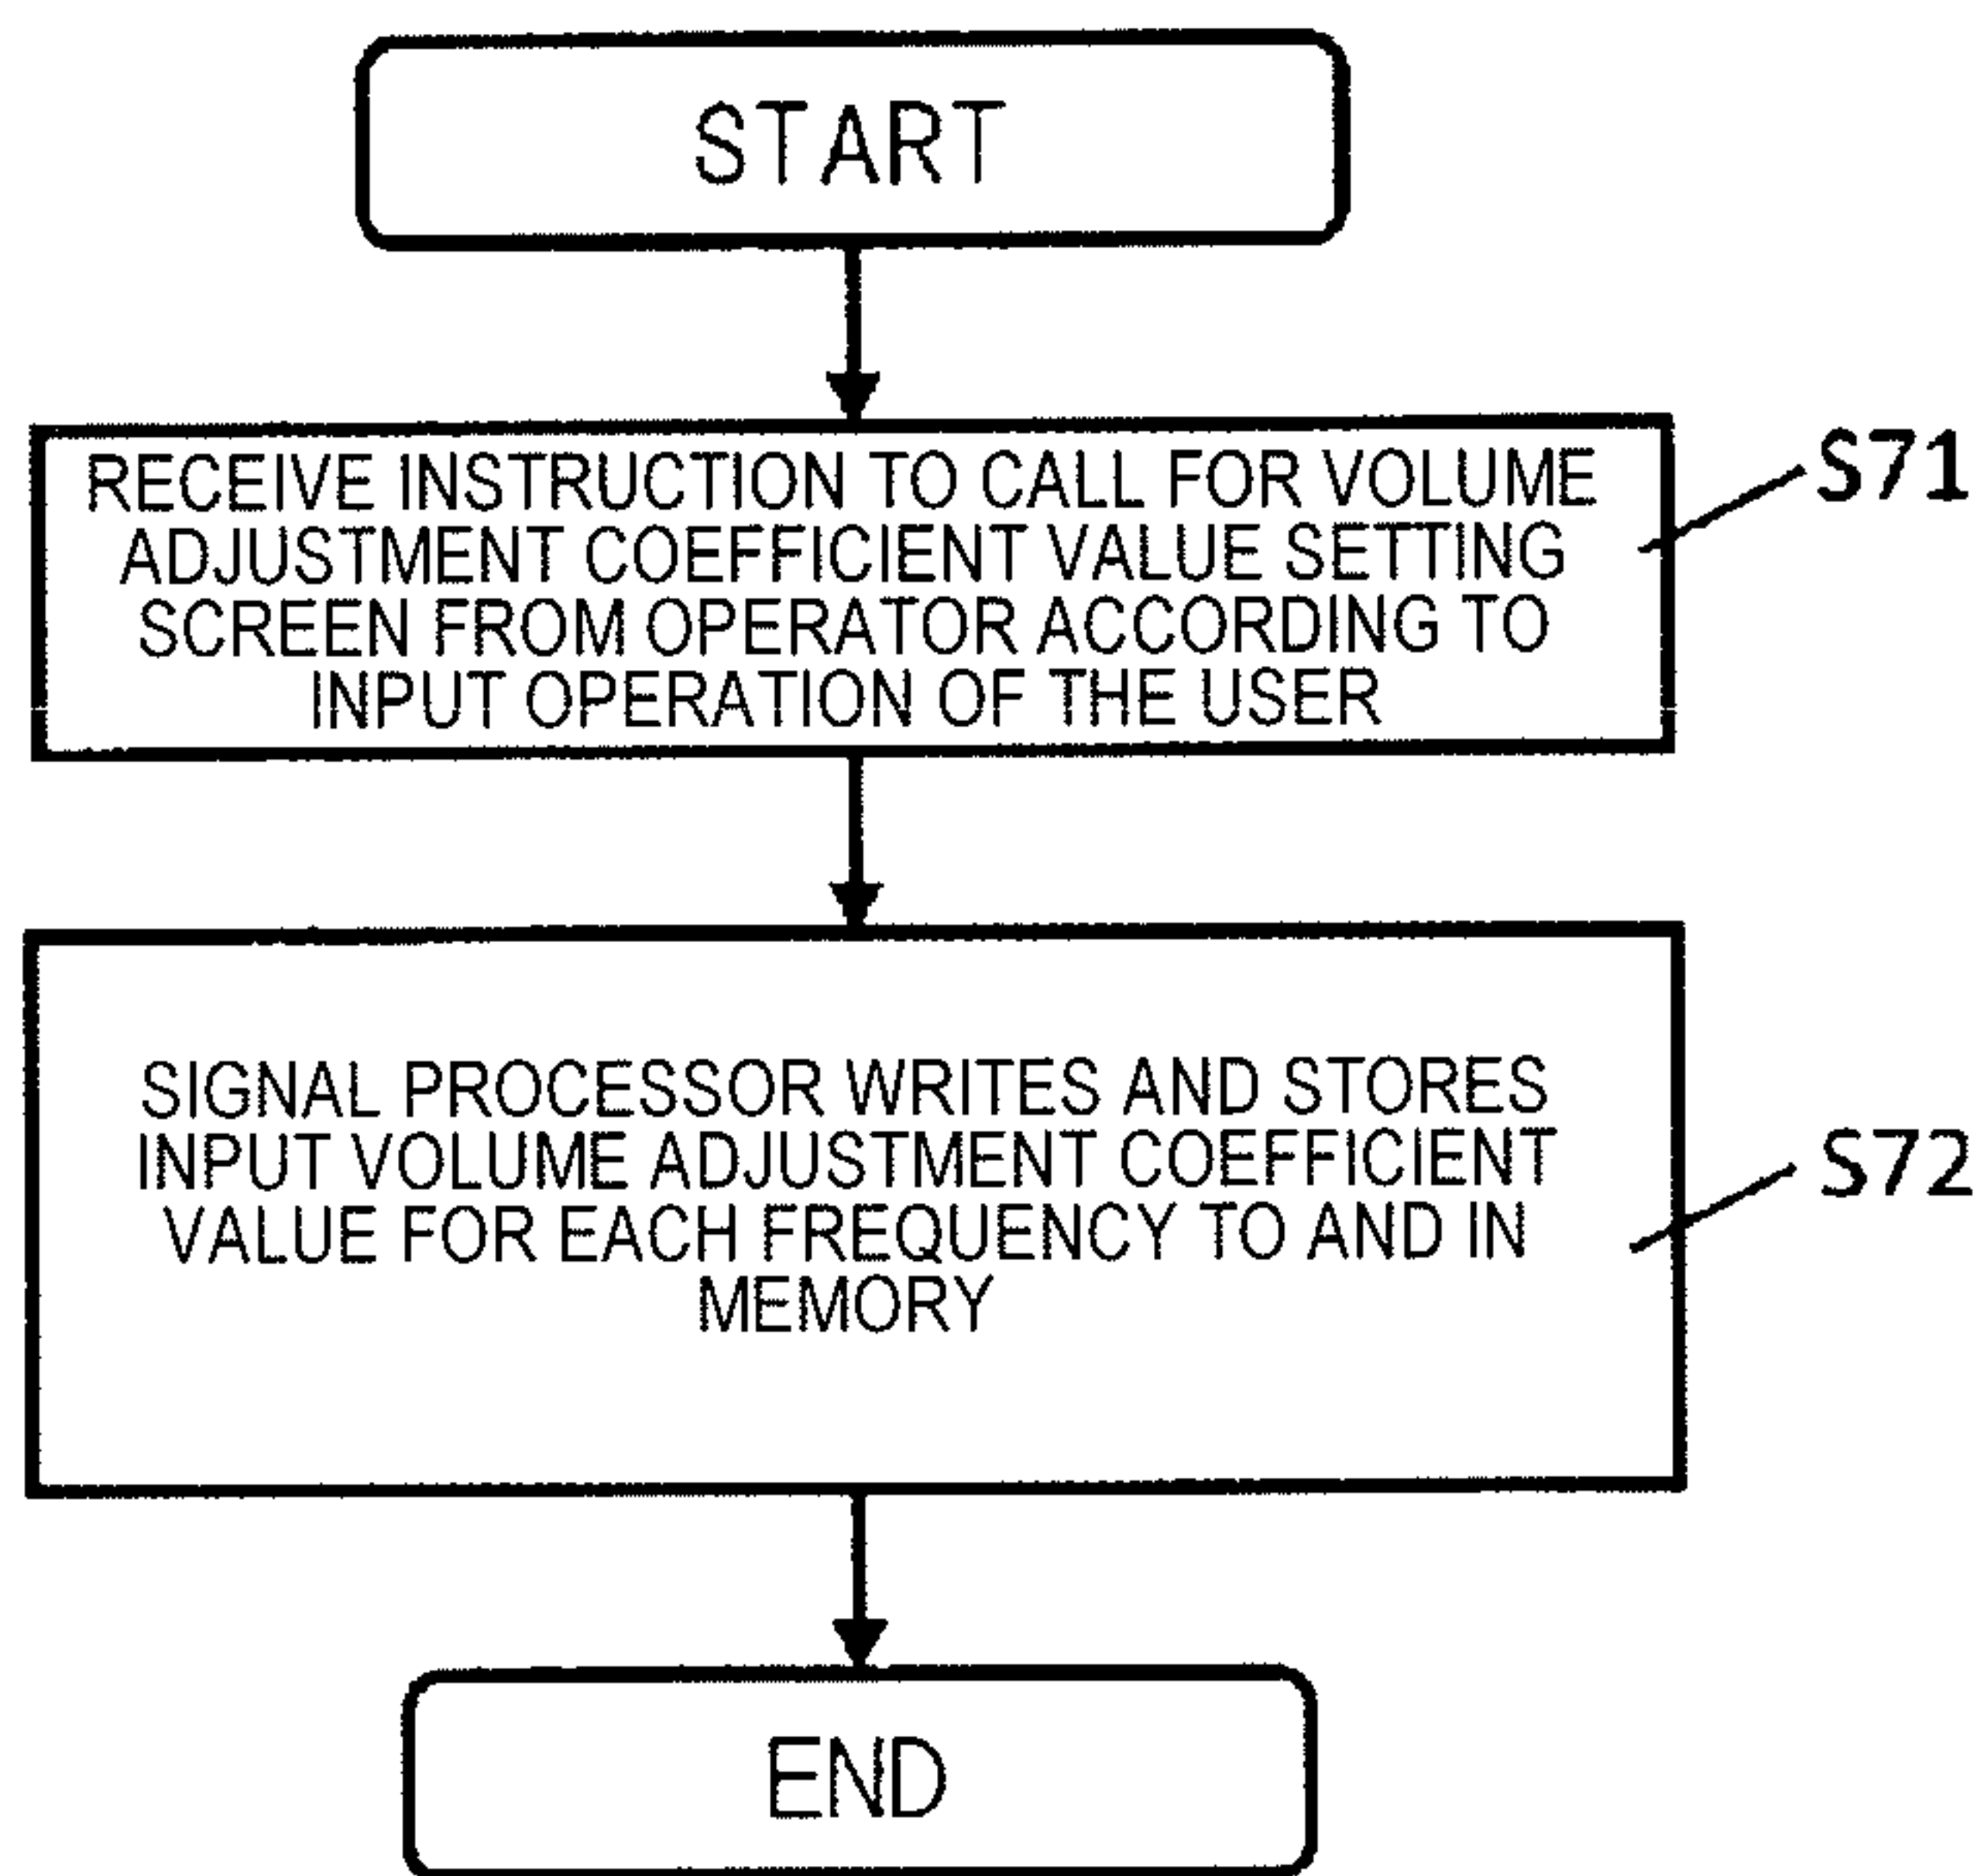 START
RECEIVE INSTRUCTION TO CALL FOR VOLUME
ADJUSTMENT COEFFICIENT VALUE SETTING
SCREEN FROM OPERATOR ACCORDING TO
INPUT OPERATION OF THE USER
S71
SIGNAL PROCESSOR WRITES AND STORES
INPUT VOLUME ADJUSTMENT COEFFICIENT
VALUE FOR EACH FREQUENCY TO AND IN
MEMORY
S72
END